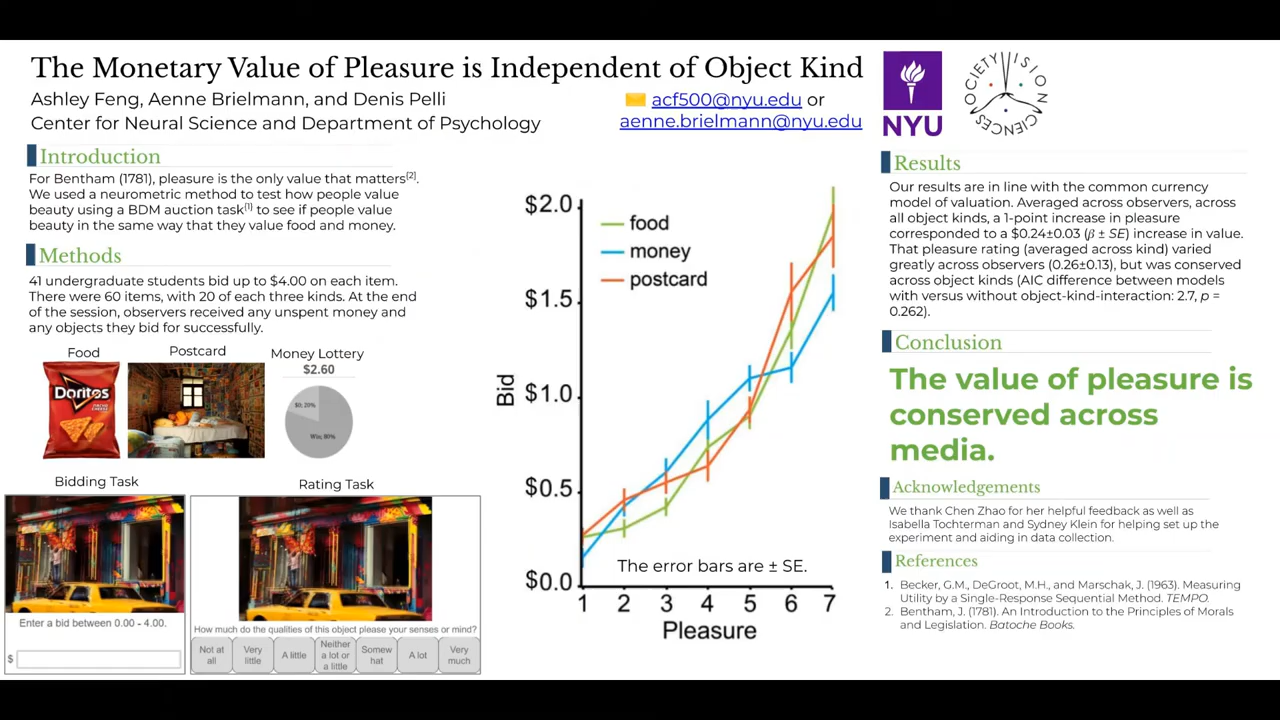 The Monetary Value of Pleasure is Independent of Object Kind
Ashley Feng, Aenne Brielmann, and Denis Pelli
Center for Neural Science and Department of Psychology
acf500@nyu.edu or
aenne.brielmann@nyu.edu
NYU
VISION
SCIENCES
SOCIETY
Introduction
For Bentham (1781), pleasure is the only value that matters[2].
We used a neurometric method to test how people value
beauty using a BDM auction task[1] to see if people value
beauty in the same way that they value food and money.
Methods
41 undergraduate students bid up to $4.00 on each item.
There were 60 items, with 20 of each three kinds. At the end
of the session, observers received any unspent money and
any objects they bid for successfully.
Food
Doritos
Postcard
Money Lottery
$2.60
$0; 20%
Win; 80%
Bidding Task
Enter a bid between 0.00 - 4.00.
$
Rating Task
How much do the qualities of this object please your senses or mind?
Not at
all
Very
little
A little
Neither
a lot or
a little
Somew
hat
A lot
Very
much
Bid
$2.0
$1.5
$1.0
$0.5
$0.0
food
money
postcard
The error bars are ± SE.
1 2 3 4 5 6 7
Pleasure
Results
Our results are in line with the common currency
model of valuation. Averaged across observers, across
all object kinds, a 1-point increase in pleasure
corresponded to a $0.24±0.03 (β ± SE) increase in value.
That pleasure rating (averaged across kind) varied
greatly across observers (0.26±0.13), but was conserved
across object kinds (AIC difference between models
with versus without object-kind-interaction: 2.7, p =
0.262).
Conclusion
The value of pleasure is
conserved across
media.
Acknowledgements
We thank Chen Zhao for her helpful feedback as well as
Isabella Tochterman and Sydney Klein for helping set up the
experiment and aiding in data collection.
References
1. Becker, G.M., DeGroot, M.H., and Marschak, J. (1963). Measuring
Utility by a Single-Response Sequential Method. TEMPO.
2. Bentham, J. (1781). An Introduction to the Principles of Morals
and Legislation. Batoche Books.